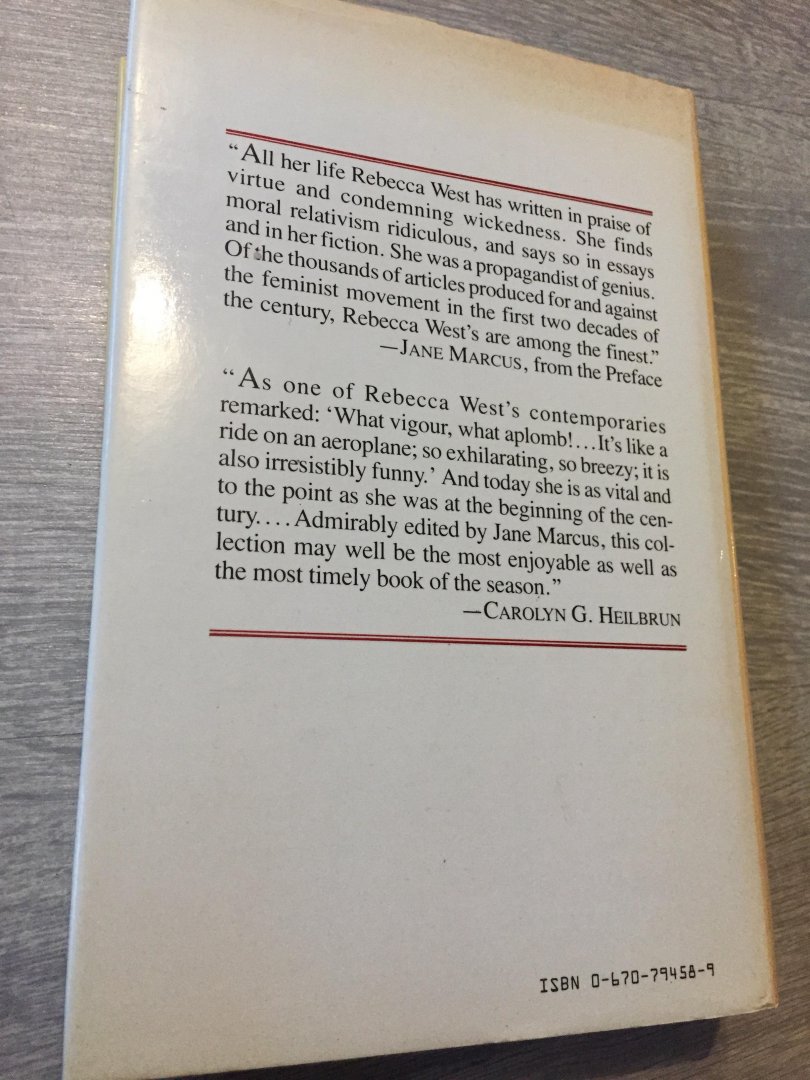 “All her life Rebecca West has written in praise of
virtue and condemning wickedness. She finds
moral relativism ridiculous, and says so in essays
and in her fiction. She was a propagandist of genius.
Of the thousands of articles produced for and against
the feminist movement in the first two decades of
the century, Rebecca West's are among the finest.”
—JANE MARCUS, from the Preface
“As one of Rebecca West's contemporaries
remarked: ‘What vigour, what aplomb!...It's like a
ride on an aeroplane; so exhilarating, so breezy; it is
also irresistibly funny.’ And today she is as vital and
to the point as she was at the beginning of the cen-
tury....Admirably edited by Jane Marcus, this col-
lection may well be the most enjoyable as well as
the most timely book of the season.”
—CAROLYN G. HEILBRUN
ISBN 0-670-79458-9